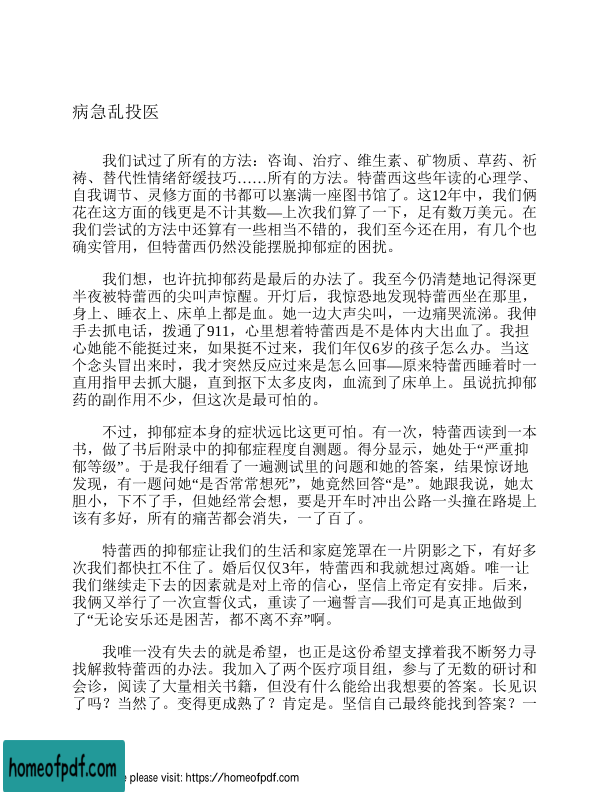 病急乱投医
我们试过了所有的方法：咨询、治疗、维生素、矿物质、草药、祈
祷、替代性情绪舒缓技巧……所有的方法。特蕾西这些年读的心理学、
自我调节、灵修方面的书都可以塞满一座图书馆了。这12年中，我们俩
花在这方面的钱更是不计其数—上次我们算了一下，足有数万美元。在
我们尝试的方法中还算有一些相当不错的，我们至今还在用，有几个也
确实管用，但特蕾西仍然没能摆脱抑郁症的困扰。
我们想，也许抗抑郁药是最后的办法了。我至今仍清楚地记得深更
半夜被特蕾西的尖叫声惊醒。开灯后，我惊恐地发现特蕾西坐在那里，
身上、睡衣上、床单上都是血。她一边大声尖叫，一边痛哭流涕。我伸
手去抓电话，拨通了911，心里想着特蕾西是不是体内大出血了。我担
心她能不能挺过来，如果挺不过来，我们年仅6岁的孩子怎么办。当这
个念头冒出来时，我才突然反应过来是怎么回事—原来特蕾西睡着时一
直用指甲去抓大腿，直到抠下太多皮肉，血流到了床单上。虽说抗抑郁
药的副作用不少，但这次是最可怕的。
不过，抑郁症本身的症状远比这更可怕。有一次，特蕾西读到一本
书，做了书后附录中的抑郁症程度自测题。得分显示，她处于“严重抑
郁等级”。于是我仔细看了一遍测试里的问题和她的答案，结果惊讶地
发现，有一题问她“是否常常想死”，她竟然回答“是”。她跟我说，她太
胆小，下不了手，但她经常会想，要是开车时冲出公路一头撞在路堤上
该有多好，所有的痛苦都会消失，一了百了。
特蕾西的抑郁症让我们的生活和家庭笼罩在一片阴影之下，有好多
次我们都快扛不住了。婚后仅仅3年，特蕾西和我就想过离婚。唯一让
我们继续走下去的因素就是对上帝的信心，坚信上帝定有安排。后来，
我俩又举行了一次宣誓仪式，重读了一遍誓言—我们可是真正地做到
了“无论安乐还是困苦，都不离不弃”啊。
我唯一没有失去的就是希望，也正是这份希望支撑着我不断努力寻
找解救特蕾西的办法。我加入了两个医疗项目组，参与了无数的研讨和
会诊，阅读了大量相关书籍，但没有什么能给出我想要的答案。长见识
了吗？当然了。变得更成熟了？肯定是。坚信自己最终能找到答案？一
homeofpdf.com
e please visit: https://homeofpdf.com